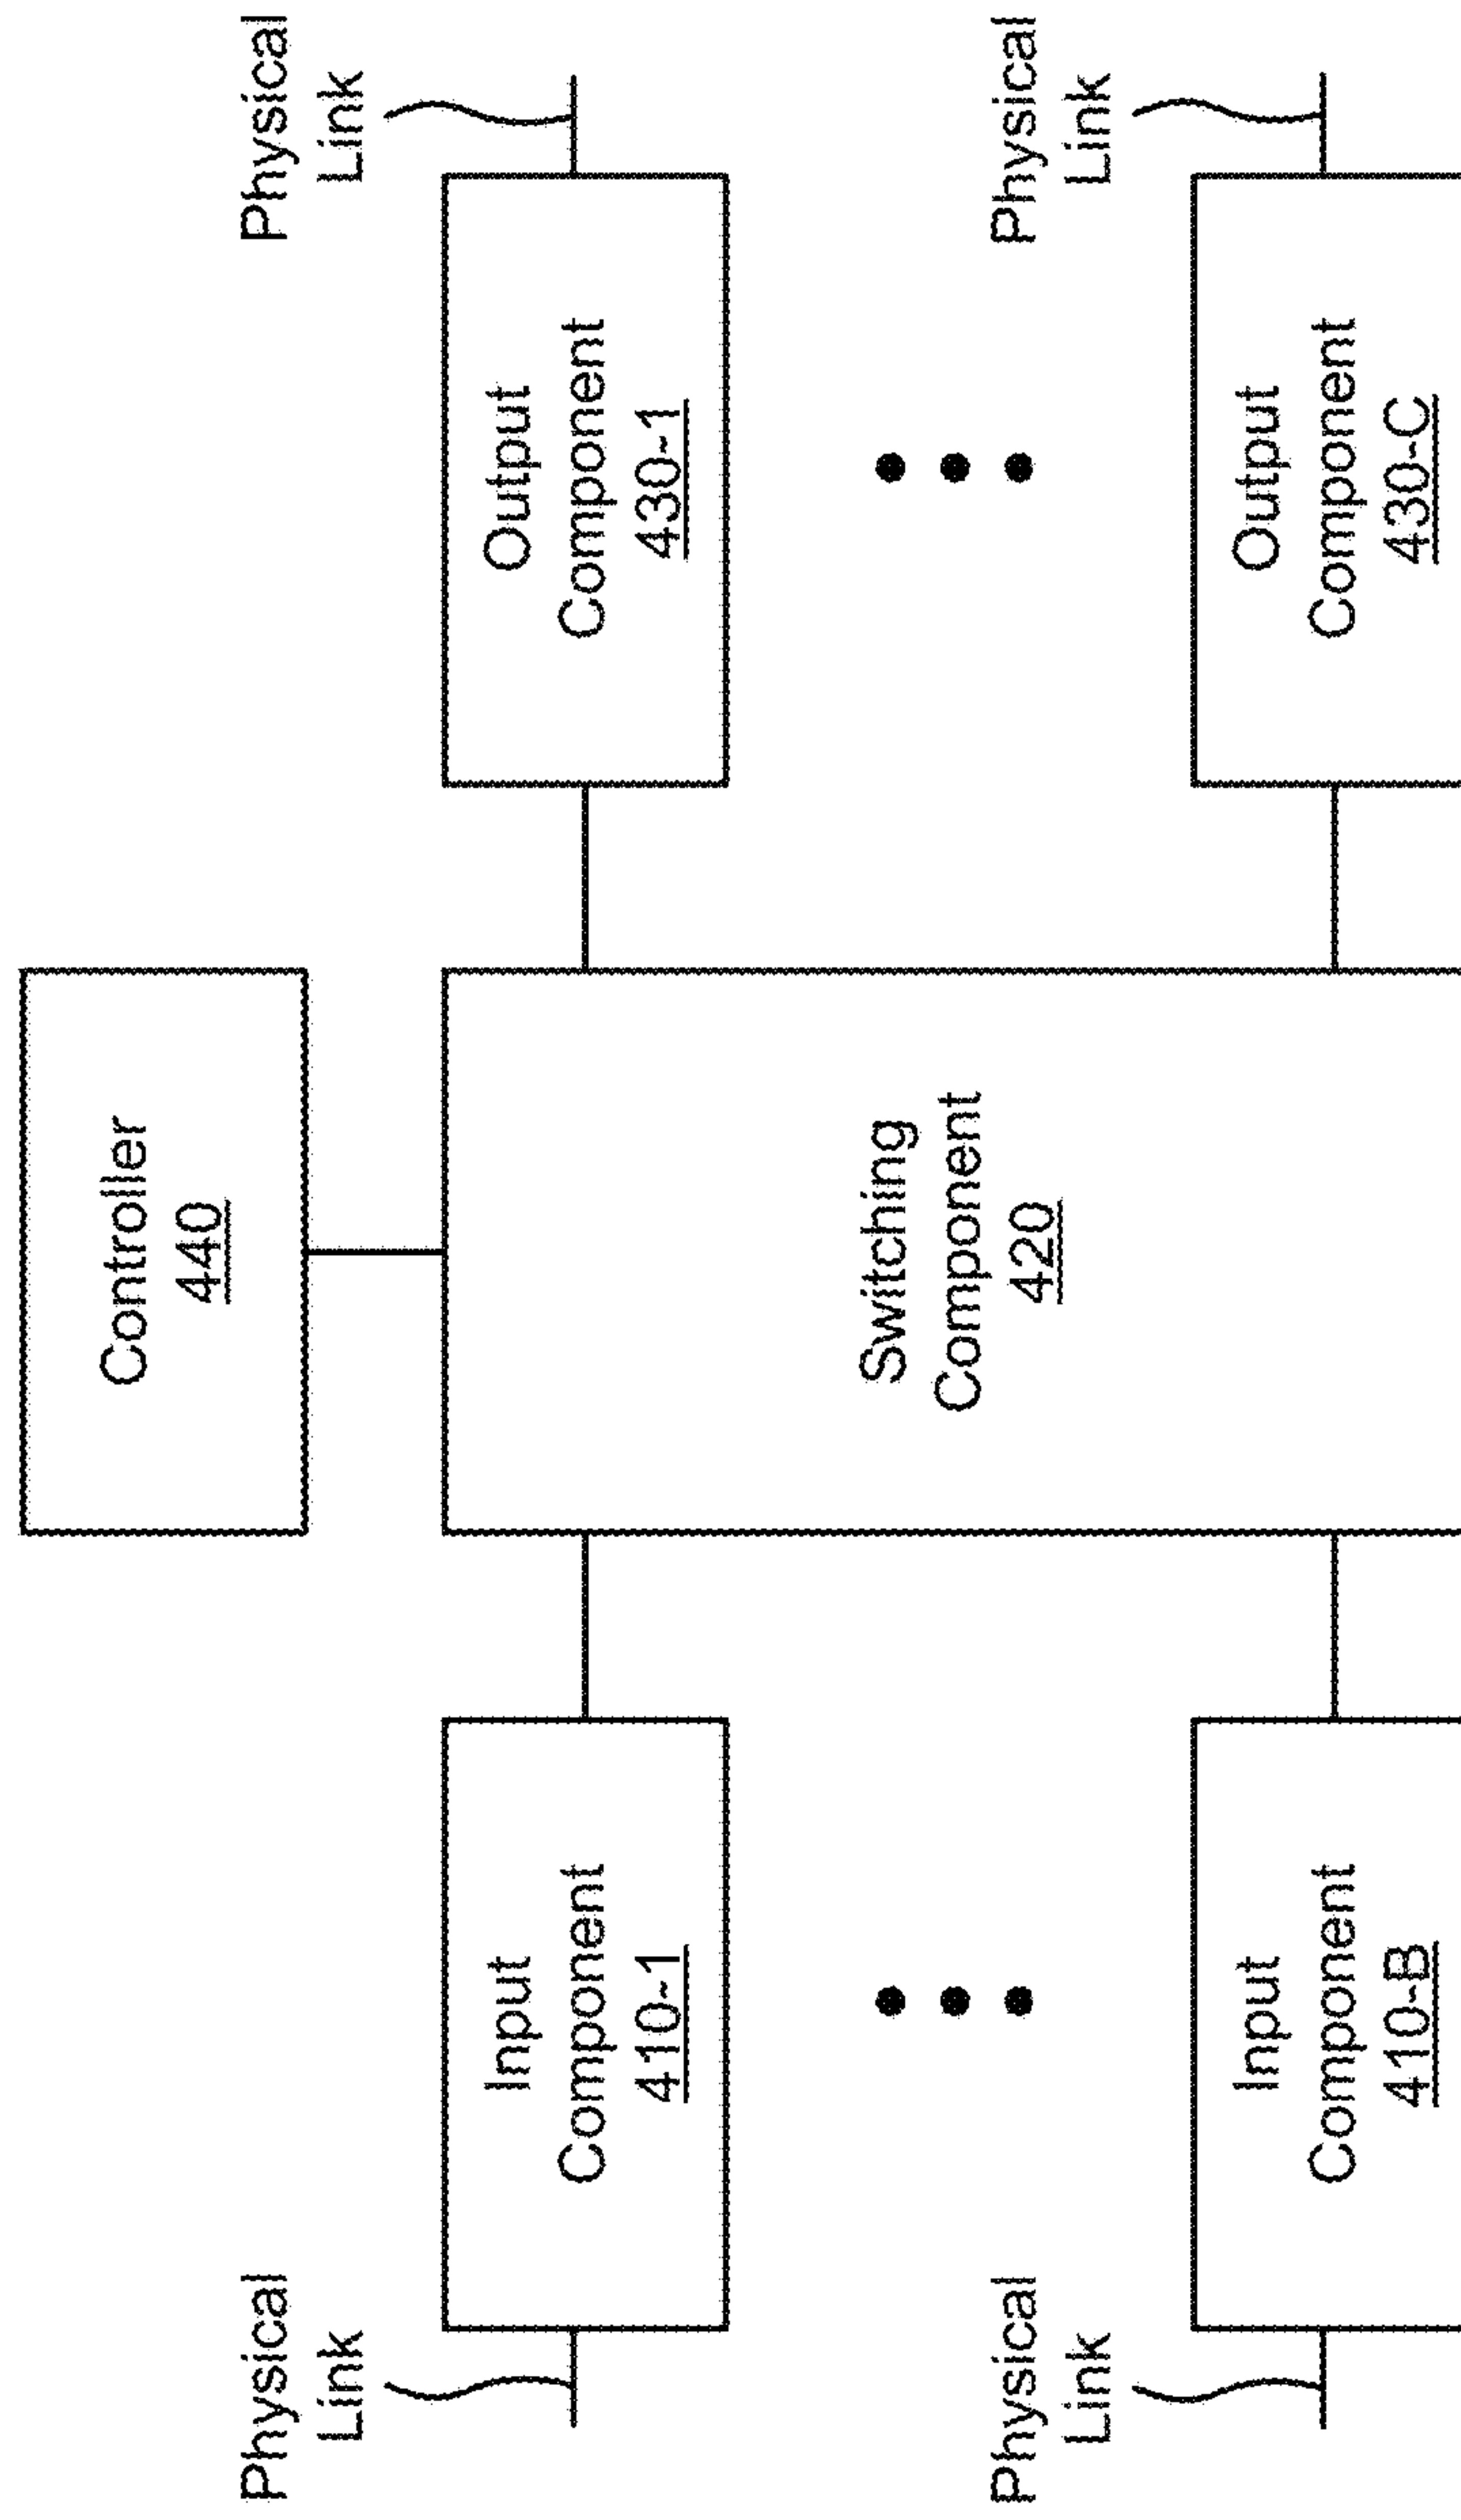 Controller
440
Physical
Link
Input
Component
410-1
Switching
Component
420
Output
Component
430-1
Physical
Link
Physical
Link
Input
Component
410-B
Output
Component
430-C
Physical
Link